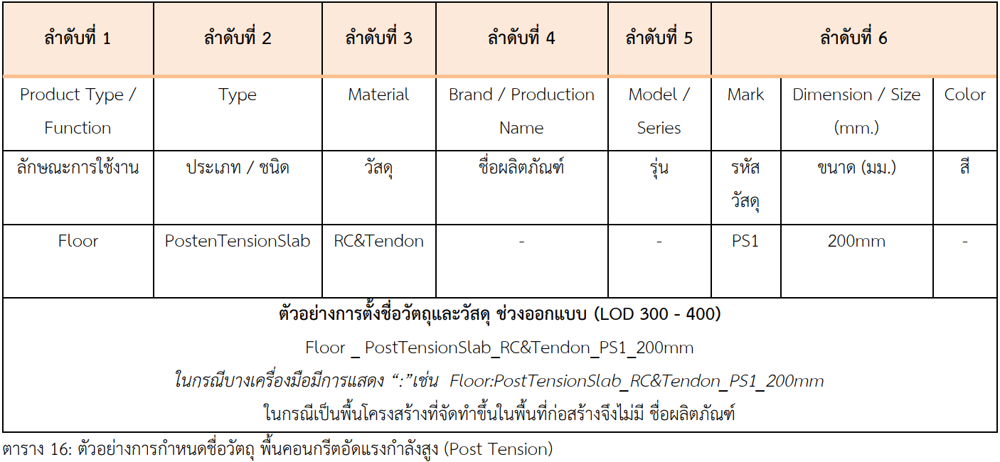 ลำดับที่ 1 ลำดับที่ 2 ลำดับที่ 3 ลำดับที่ 4 ลำดับที่ 5 ลำดับที่ 6
Product Type / Type Material Brand / Production Model / Mark Dimension / Size Color
Function Name Series (mm.)
ลักษณะการใช้งาน ประเภท / ชนิด วัสดุ ชื่อผลิตภัณฑ์ รุ่น รหัส ขนาด (มม.) สี
วัสดุ
Floor PostenTensionSlab RC&Tendon - - PS1 200mm -
ตัวอย่างการตั้งชื่อวัตถุและวัสดุ ช่วงออกแบบ (LOD 300 - 400)
Floor _ PostTensionSlab_RC&Tendon_PS1_200mm
ในกรณีบางเครื่องมือมีการแสดง “:”เช่น Floor:PostTensionSlab_RC&Tendon_PS1_200mm
ในกรณีเป็นพื้นโครงสร้างที่จัดทำขึ้นในพื้นที่ก่อสร้างจึงไม่มี ชื่อผลิตภัณฑ์
ตาราง 16: ตัวอย่างการกำหนดชื่อวัตถุ พื้นคอนกรีตอัดแรงกำลังสูง (Post Tension)